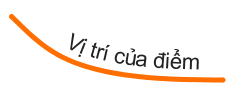 Vị trí của điểm